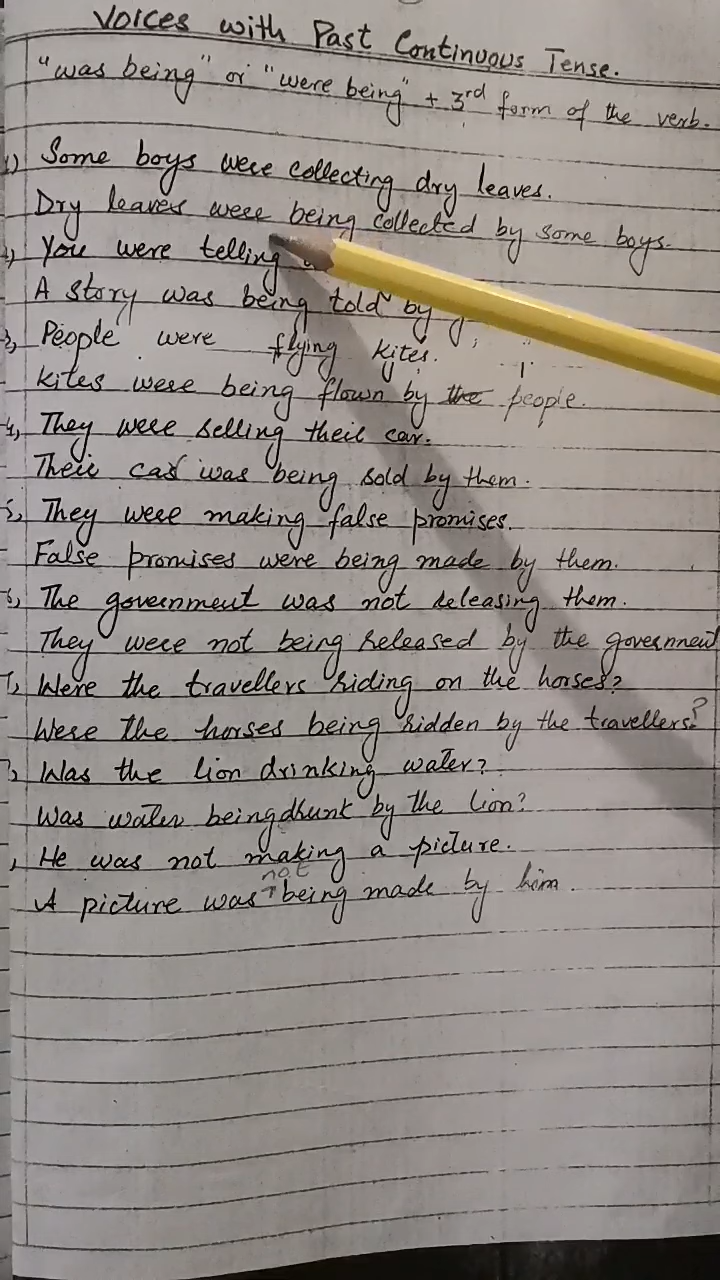 Voices with Past Continuous Tense.
"was being" or "were being" + 3rd form of the verb.
1) Some boys were collecting dry leaves.
Dry leaves were being collected by some boys.
You were telling
A story was being told by
3, People were flying kites.
Kites were being flown by the people.
4, They were selling their car.
Their car was being sold by them.
5, They were making false promises.
False promises were being made by them.
6, The government was not releasing them.
They were not being released by the government
7, Were the travellers riding on the horses?
Were the horses being ridden by the travellers?
Was the lion drinking water?
Was water being drunk by the lion?
He was not making a picture.
A picture was not being made by him.